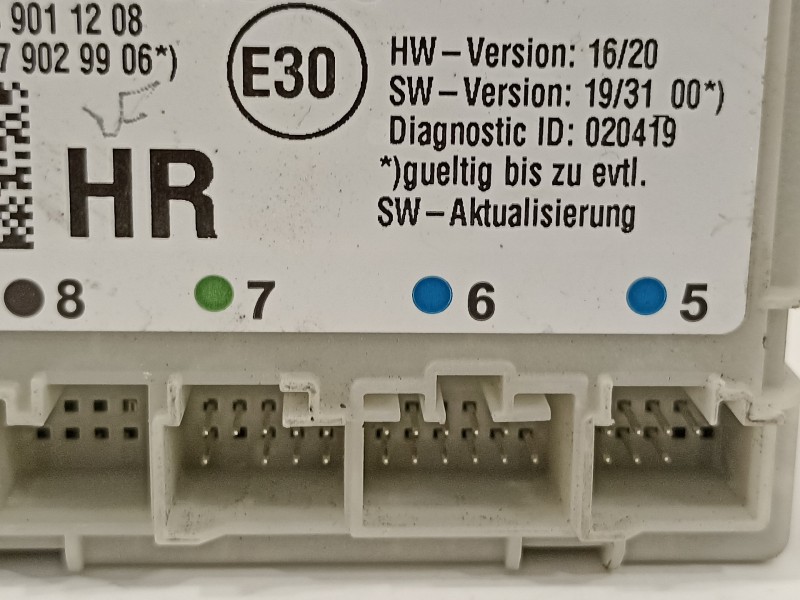 901 12 08
7 902 99 06*)
E30
HW-Version: 16/20
SW-Version: 19/31 00*)
Diagnostic ID: 020419
*)gueltig bis zu evtl.
SW-Aktualisierung
HR
8 7 6 5